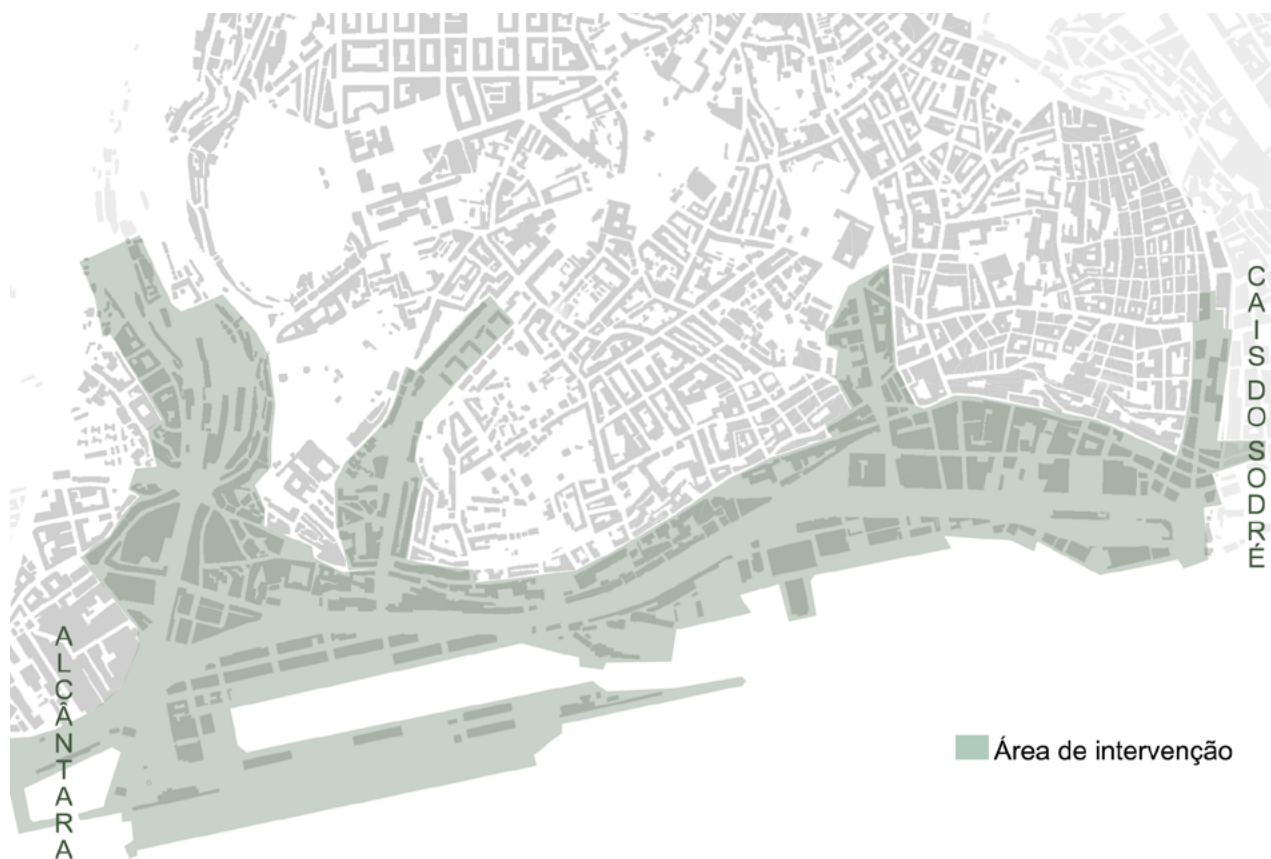 CAIS DO SODRÉ
ALCÂNTARA
Área de intervenção